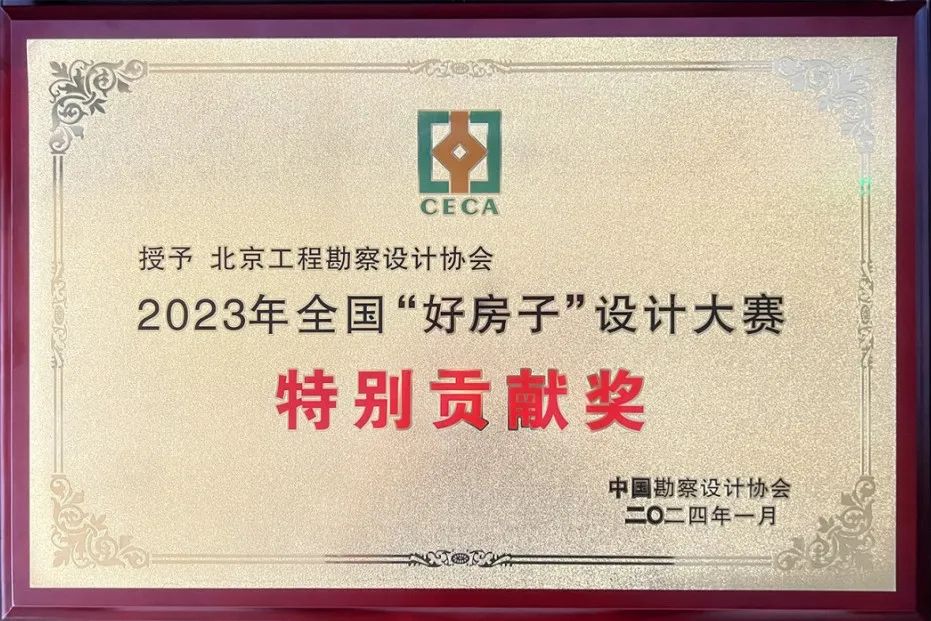 CECA
授予 北京工程勘察设计协会
2023年全国“好房子”设计大赛
特别贡献奖
中国勘察设计协会
二〇二四年一月